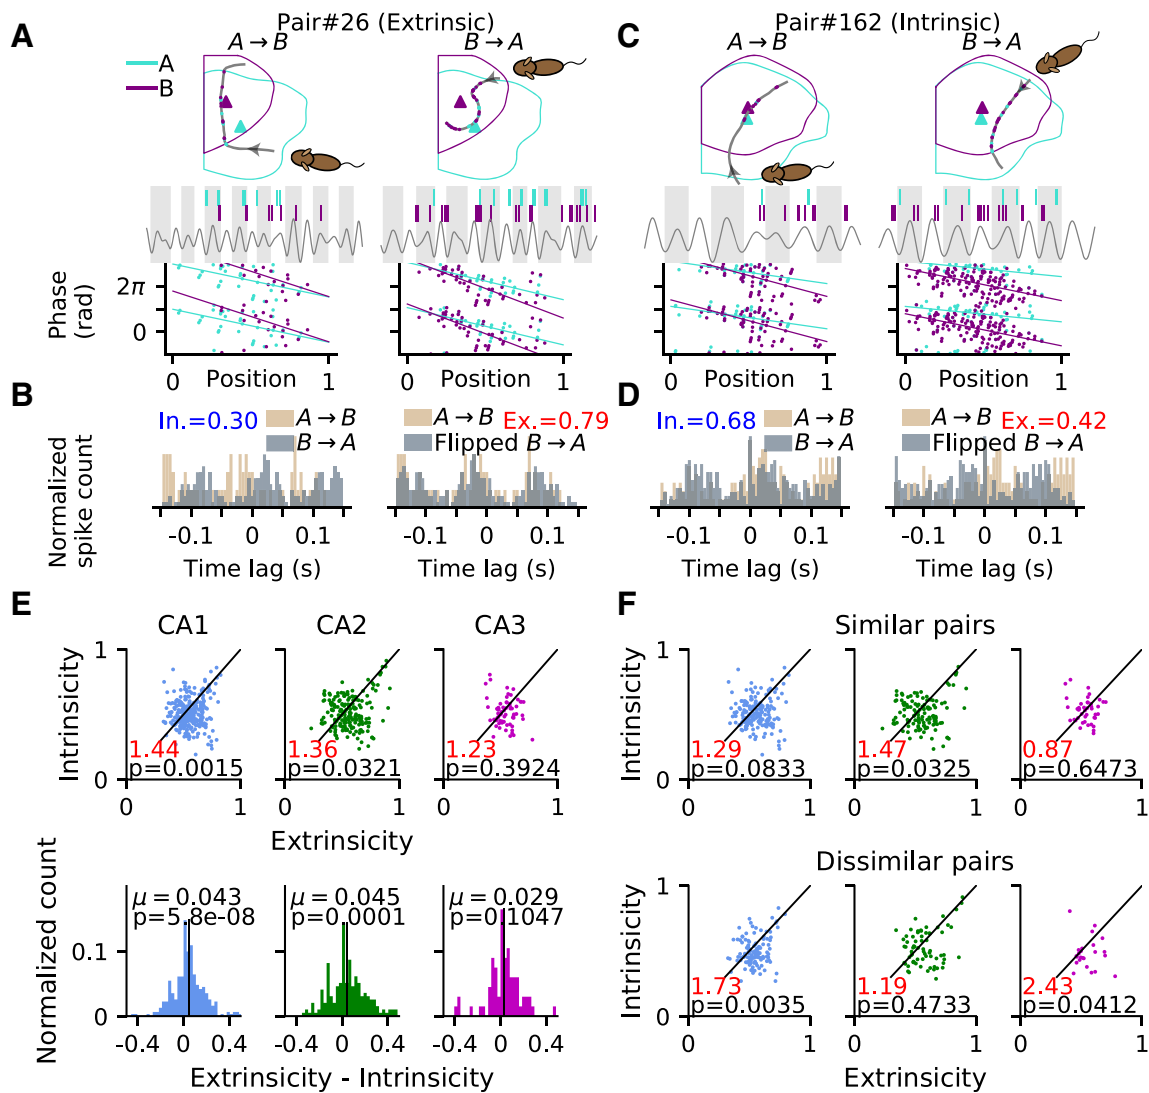 A
Pair#26 (Extrinsic)
A → B
B → A
A
B
Phase (rad)
2π
0
0
Position
1
0
Position
1
C
Pair#162 (Intrinsic)
A → B
B → A
0
Position
1
0
Position
1
B
Normalized
spike count
In.=0.30
A → B
B → A
A → B
Flipped B → A
Ex.=0.79
-0.1
0
0.1
-0.1
0
0.1
Time lag (s)
Time lag (s)
D
In.=0.68
A → B
B → A
A → B
Flipped B → A
Ex.=0.42
-0.1
0
0.1
-0.1
0
0.1
Time lag (s)
Time lag (s)
E
CA1
CA2
CA3
Intrinsicity
1
0
1.44
p=0.0015
1.36
p=0.0321
1.23
p=0.3924
0
1
0
1
0
1
Extrinsicity
Normalized count
0.1
0
μ = 0.043
p=5.8e-08
μ = 0.045
p=0.0001
μ = 0.029
p=0.1047
-0.4
0
0.4
-0.4
0
0.4
-0.4
0
0.4
Extrinsicity - Intrinsicity
F
Similar pairs
Intrinsicity
1
0
1.29
p=0.0833
1.47
p=0.0325
0.87
p=0.6473
0
1
0
1
0
1
Dissimilar pairs
Intrinsicity
1
0
1.73
p=0.0035
1.19
p=0.4733
2.43
p=0.0412
0
1
0
1
0
1
Extrinsicity